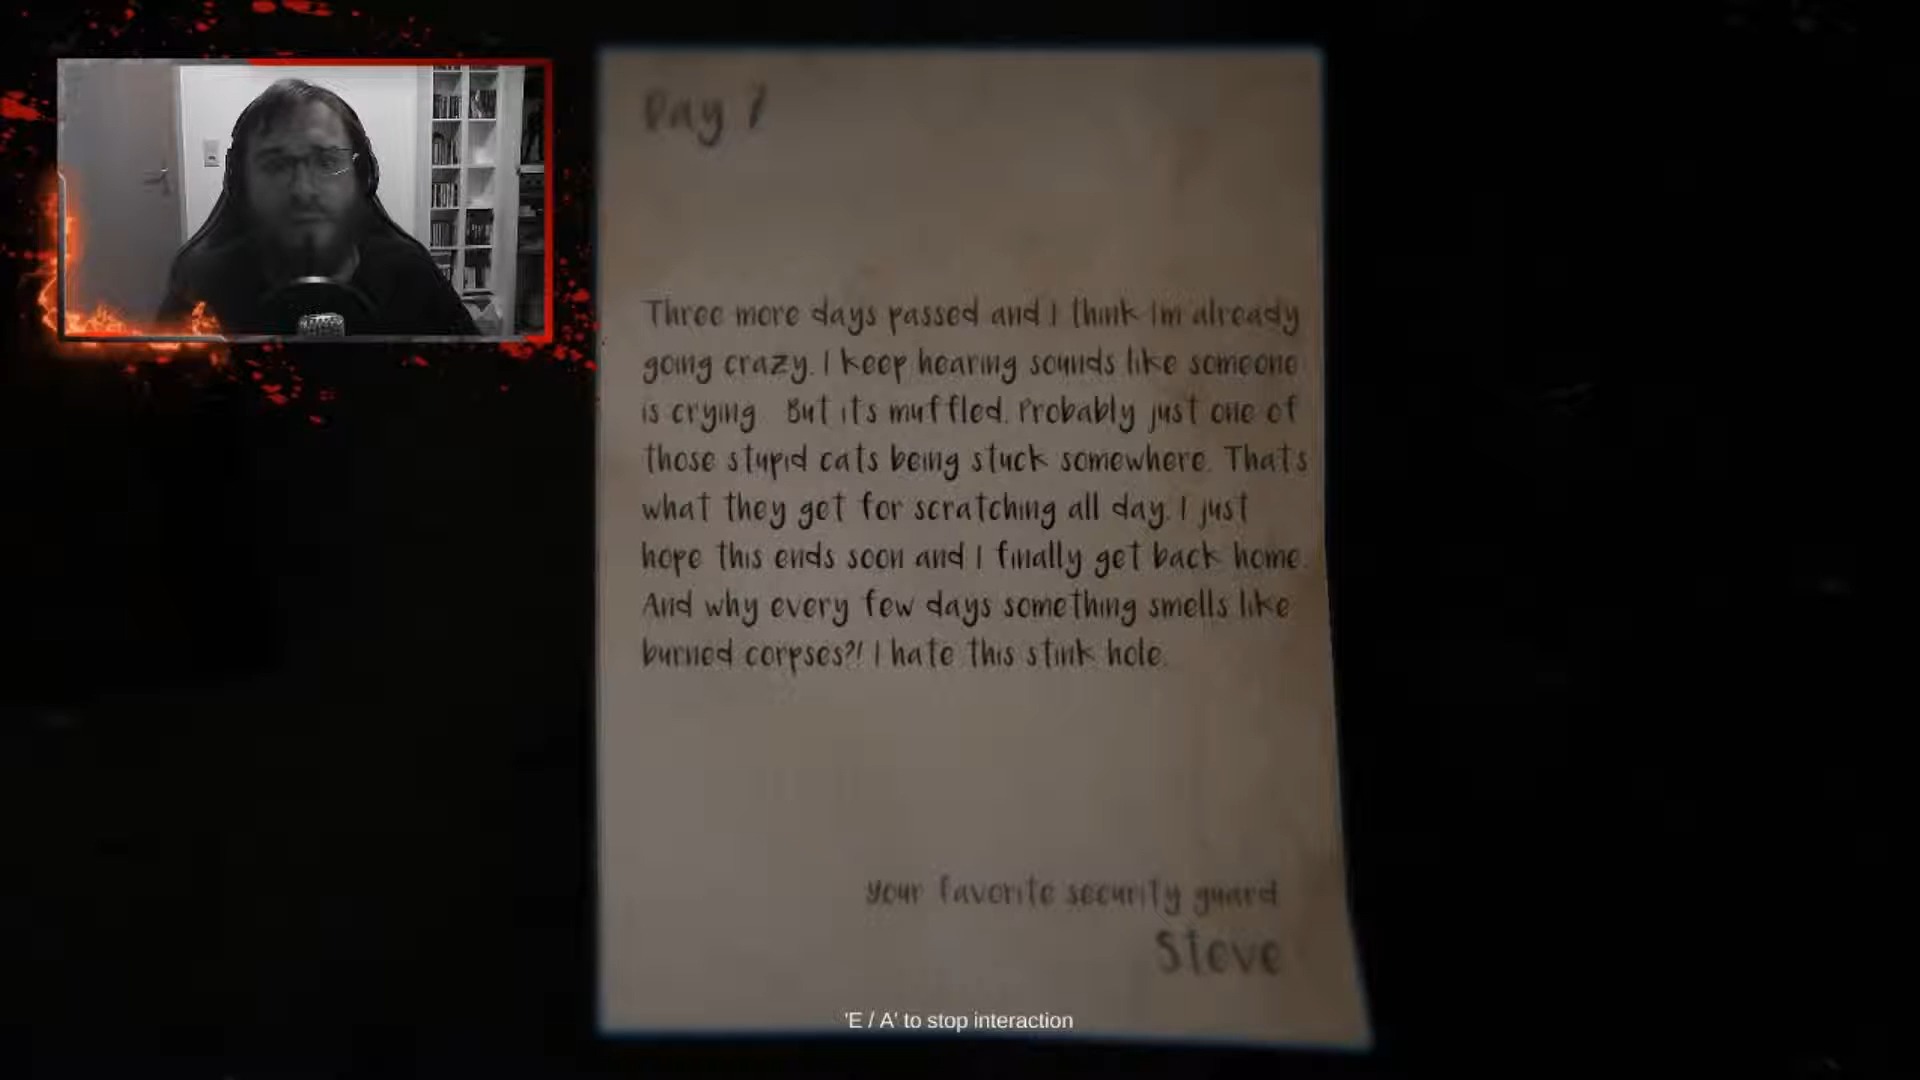 Day 7
Three more days passed and I think Im already
going crazy. I keep hearing sounds like someone
is crying. But its muffled. Probably just one of
those stupid cats being stuck somewhere. Thats
what they get for scratching all day. I just
hope this ends soon and I finally get back home.
And why every few days something smells like
burned corpses?! I hate this stink hole.
your favorite security guard
Steve
'E / A' to stop interaction